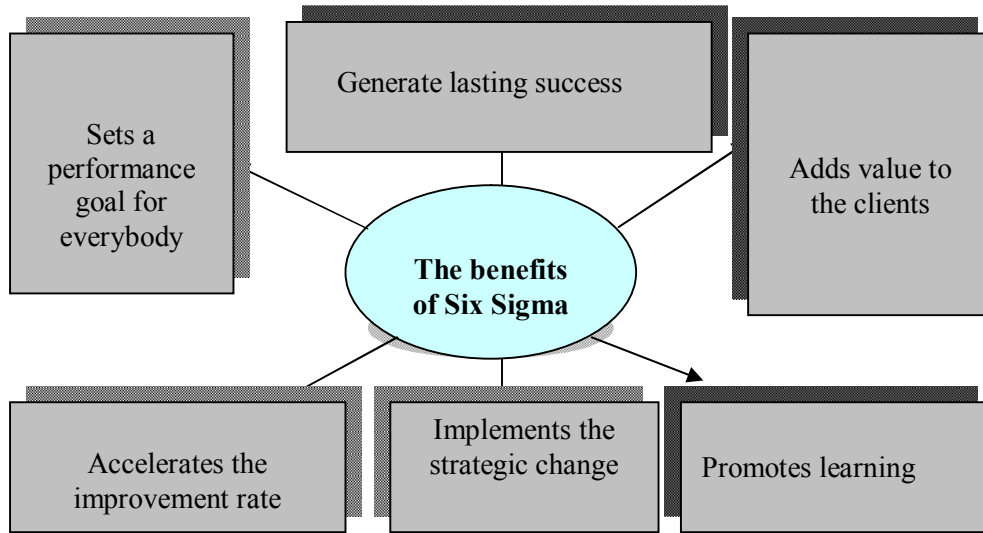 Generate lasting success
Sets a
performance
goal for
everybody
Adds value to
the clients
The benefits
of Six Sigma
Accelerates the
improvement rate
Implements the
strategic change
Promotes learning